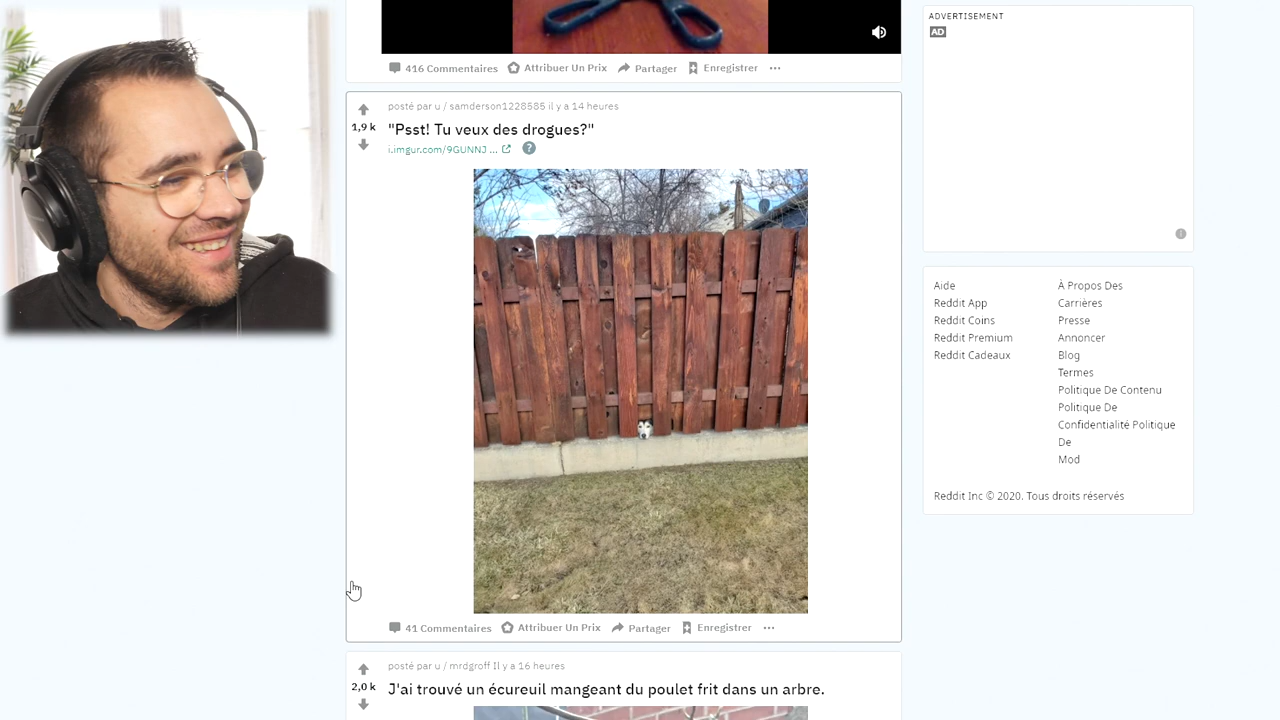 416 Commentaires Attribuer Un Prix Partager Enregistrer ...
posté par u / samderson1228585 il y a 14 heures
1,9 k
"Psst! Tu veux des drogues?"
i.imgur.com/9GUNNJ ... ?
41 Commentaires Attribuer Un Prix Partager Enregistrer ...
posté par u / mrdgroff Il y a 16 heures
2,0 k
J'ai trouvé un écureuil mangeant du poulet frit dans un arbre.
ADVERTISEMENT
AD
Aide
Reddit App
Reddit Coins
Reddit Premium
Reddit Cadeaux
À Propos Des
Carrières
Presse
Annoncer
Blog
Termes
Politique De Contenu
Politique De
Confidentialité Politique
De
Mod
Reddit Inc © 2020. Tous droits réservés